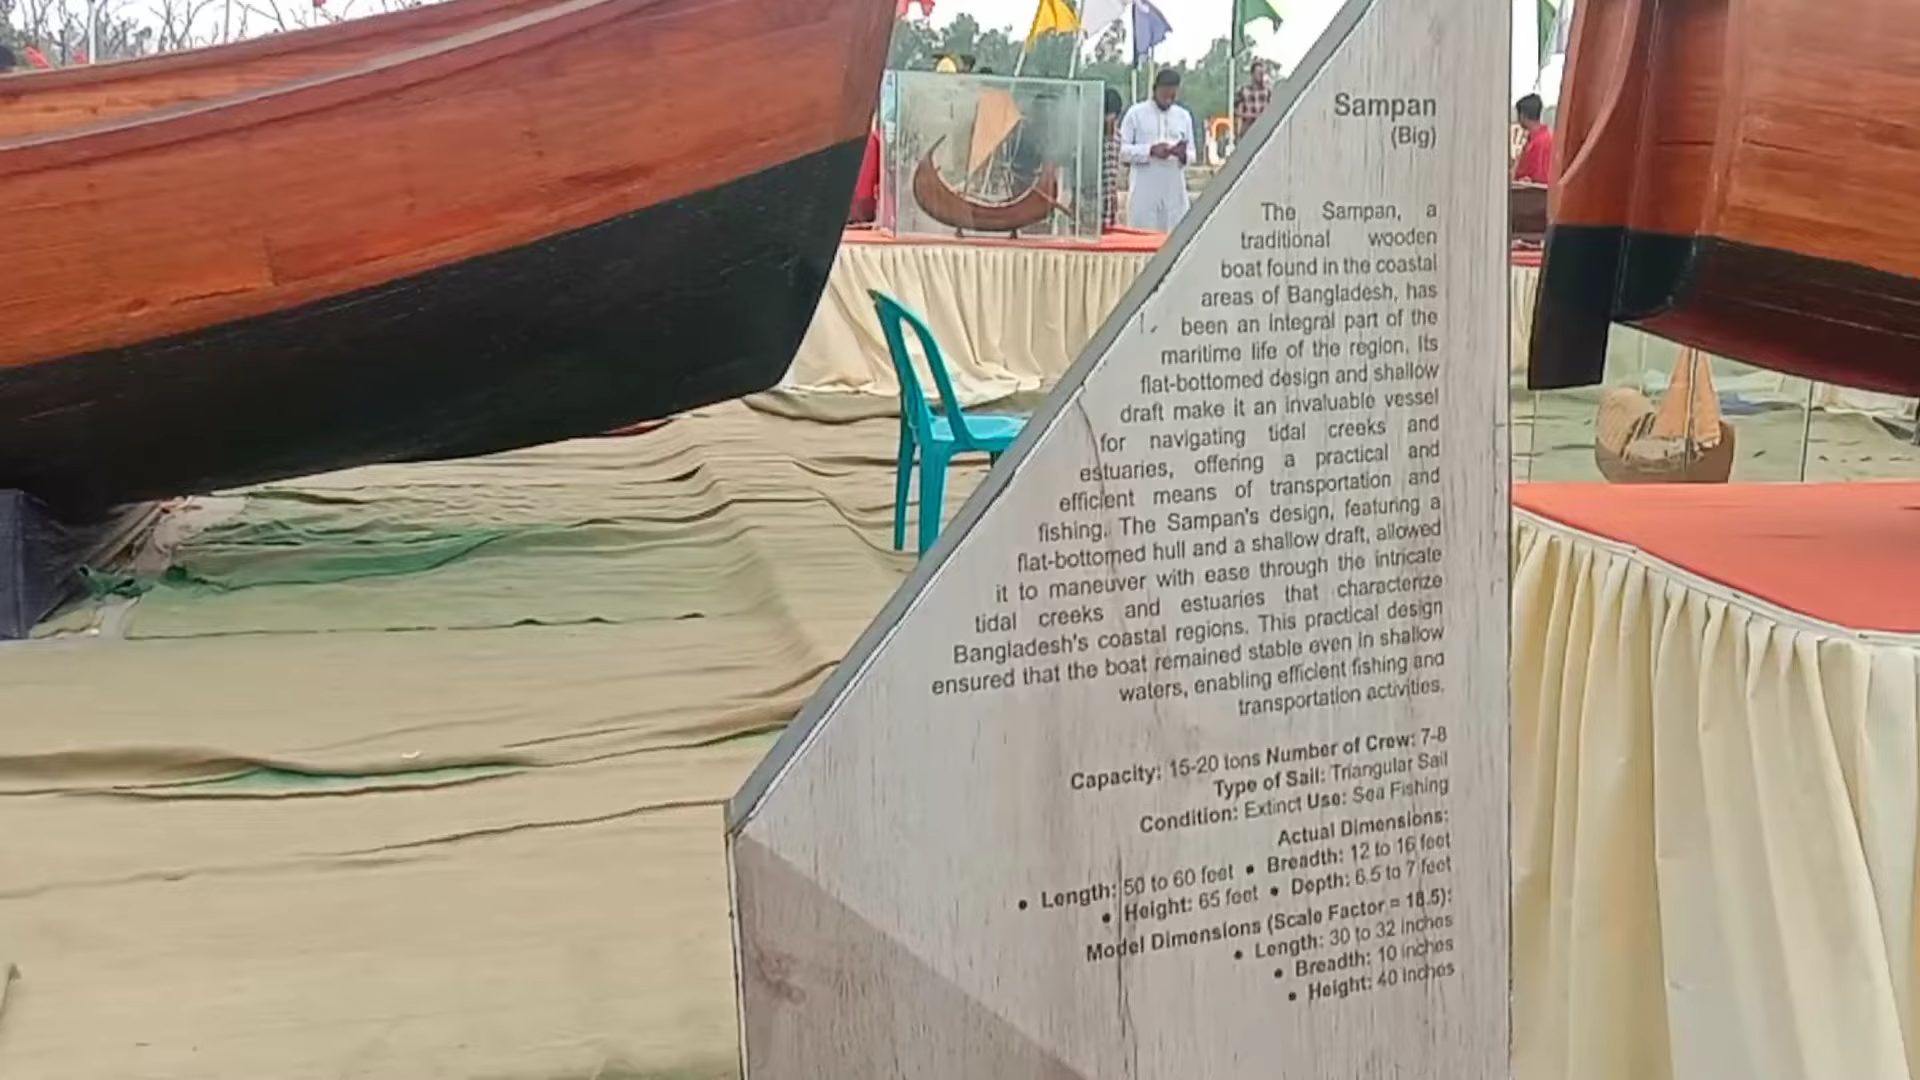 Sampan
(Big)
The Sampan, a
traditional wooden
boat found in the coastal
areas of Bangladesh, has
been an integral part of the
maritime life of the region. Its
flat-bottomed design and shallow
draft make it an invaluable vessel
for navigating tidal creeks and
estuaries, offering a practical and
efficient means of transportation and
fishing. The Sampan's design, featuring a
flat-bottomed hull and a shallow draft, allowed
it to maneuver with ease through the intricate
tidal creeks and estuaries that characterize
Bangladesh's coastal regions. This practical design
ensured that the boat remained stable even in shallow
waters, enabling efficient fishing and
transportation activities.
Capacity: 15-20 tons Number of Crew: 7-8
Type of Sail: Triangular Sail
Condition: Extinct Use: Sea Fishing
Actual Dimensions:
• Length: 50 to 60 feet • Breadth: 12 to 16 feet
• Height: 65 feet • Depth: 6.5 to 7 feet
Model Dimensions (Scale Factor = 18.5):
• Length: 30 to 32 inches
• Breadth: 10 inches
• Height: 40 inches